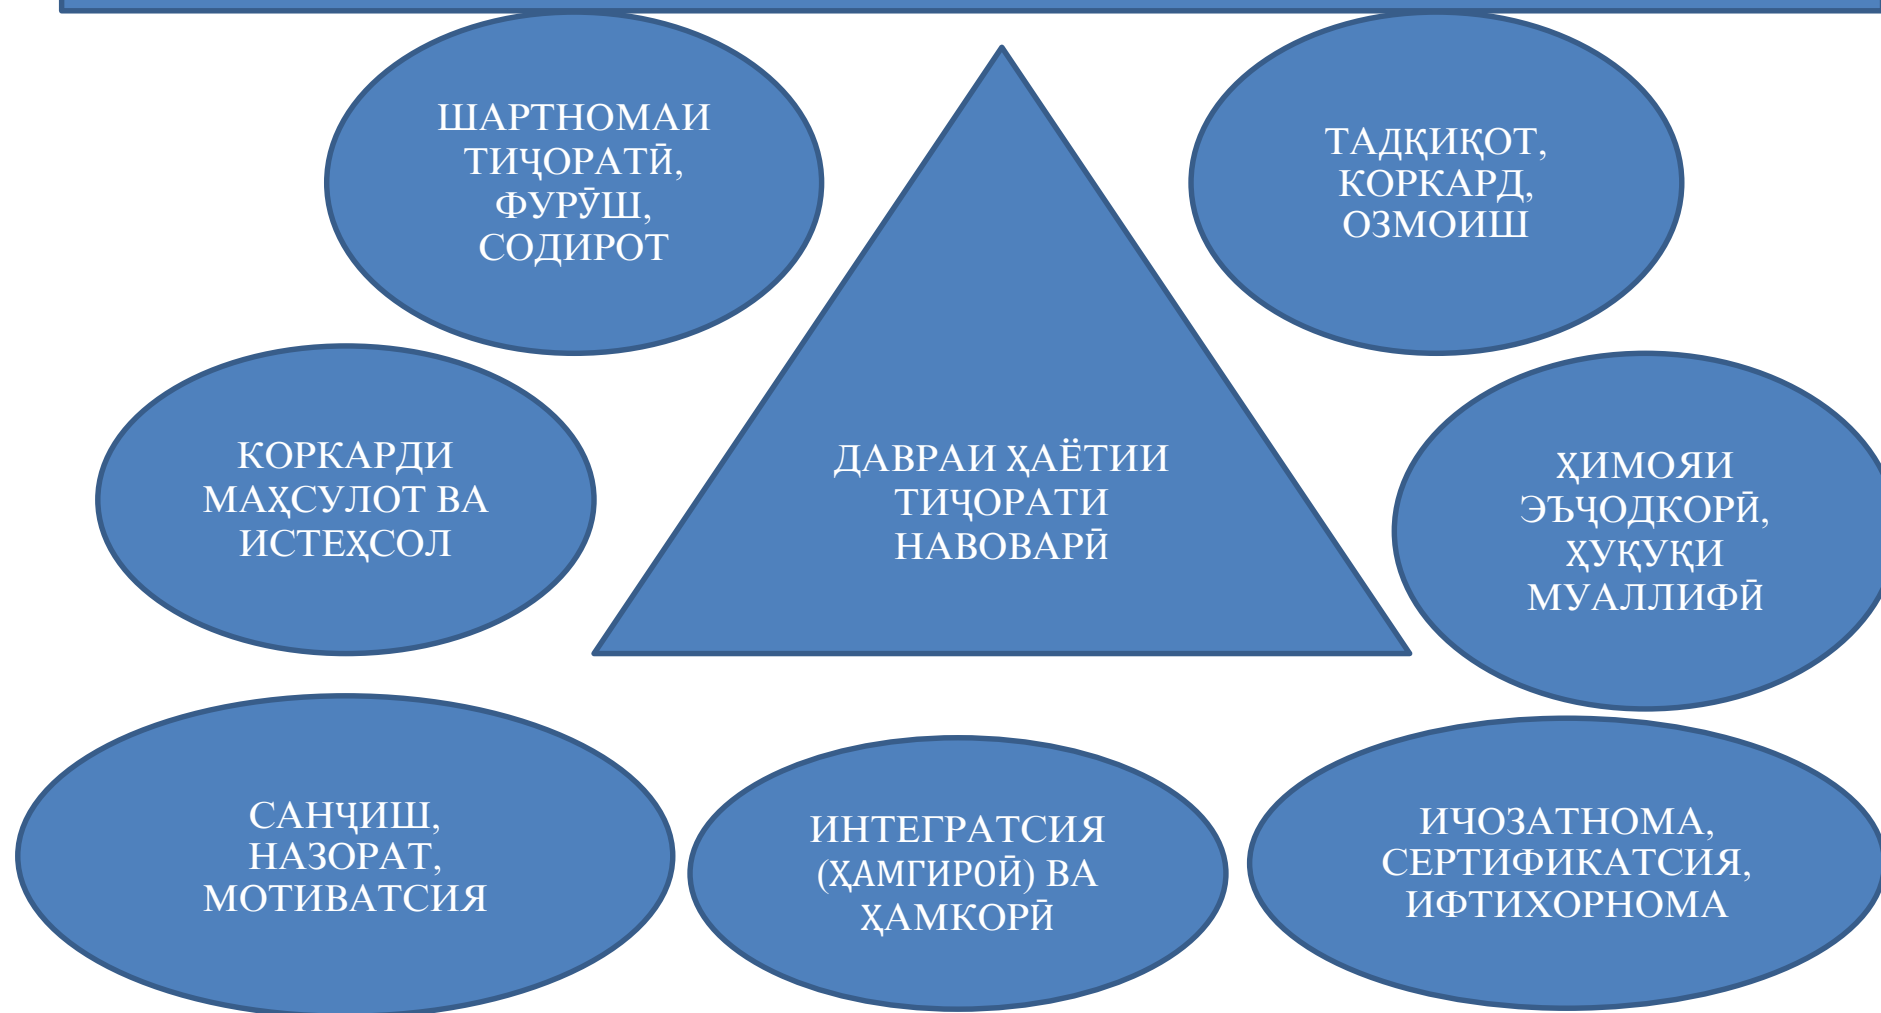 ШАРТНОМАИ
ТИҶОРАТӢ,
ФУРӮШ,
СОДИРОТ
ТАДҚИҚОТ,
КОРКАРД,
ОЗМОИШ
КОРКАРДИ
МАҲСУЛОТ ВА
ИСТЕҲСОЛ
ДАВРАИ ҲАЁТИИ
ТИҶОРАТИ
НАВОВАРӢ
ҲИМОЯИ
ЭЪҶОДКОРӢ,
ҲУҚУҚИ
МУАЛЛИФӢ
САНҶИШ,
НАЗОРАТ,
МОТИВАТСИЯ
ИНТЕГРАТСИЯ
(ҲАМГИРОӢ) ВА
ҲАМКОРӢ
ИЧОЗАТНОМА,
СЕРТИФИКАТСИЯ,
ИФТИХОРНОМА